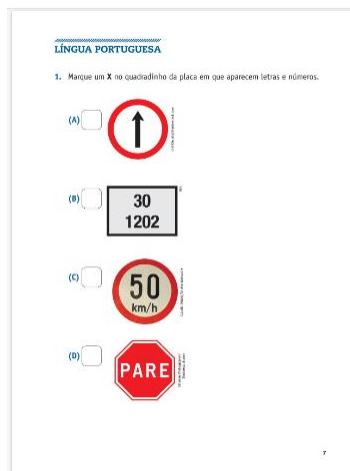 LÍNGUA PORTUGUESA
1. Marque um X no quadradinho da placa em que aparecem letras e números.
(A)
(B)
30
1202
(C)
50
km/h
(D)
PARE
7